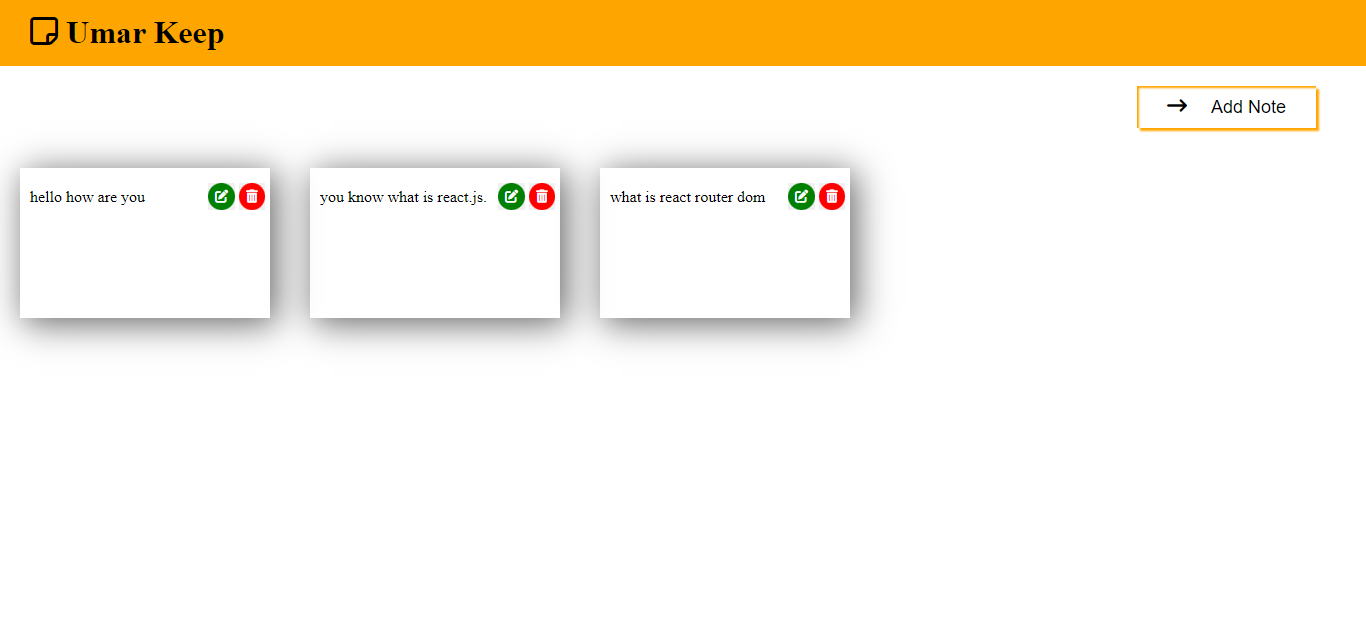 Umar Keep
Add Note
hello how are you
you know what is react.js.
what is react router dom